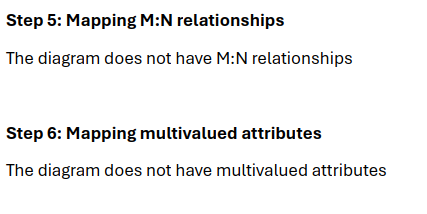 Step 5: Mapping M:N relationships
The diagram does not have M:N relationships
Step 6: Mapping multivalued attributes
The diagram does not have multivalued attributes